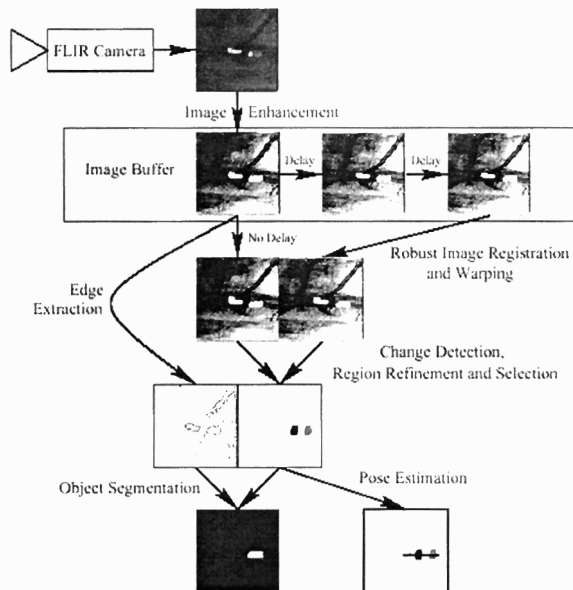 FLIR Camera
Image Enhancement
Image Buffer
Delay
Delay
No Delay
Robust Image Registration
and Warping
Edge
Extraction
Change Detection,
Region Refinement and Selection
Object Segmentation
Pose Estimation